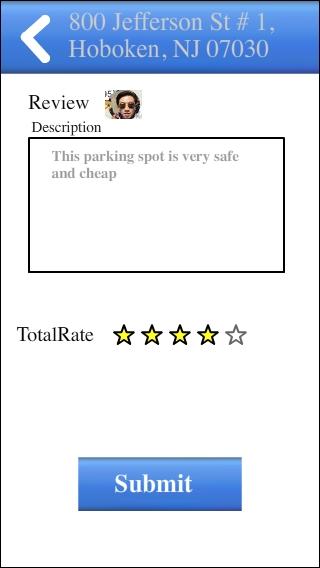 800 Jefferson St # 1,
Hoboken, NJ 07030
Review
Description
This parking spot is very safe
and cheap
TotalRate
Submit